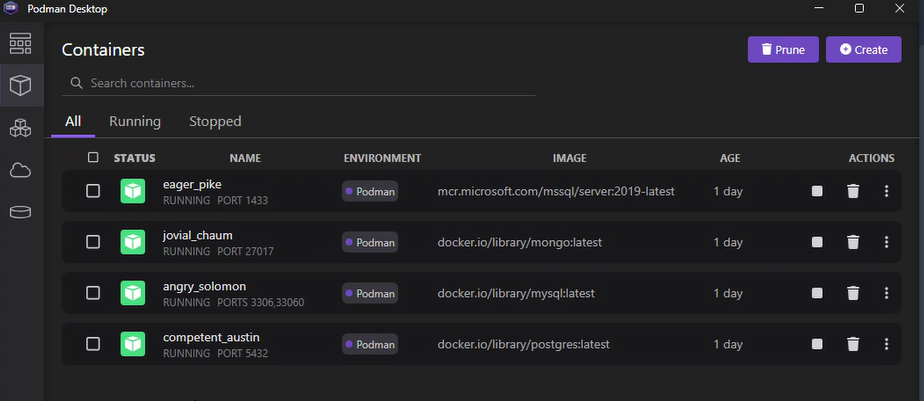 Podman Desktop
Containers
Prune
Create
Search containers...
All Running Stopped
STATUS NAME ENVIRONMENT IMAGE AGE ACTIONS
eager_pike
RUNNING PORT 1433
Podman mcr.microsoft.com/mssql/server:2019-latest 1 day
jovial_chaum
RUNNING PORT 27017
Podman docker.io/library/mongo:latest 1 day
angry_solomon
RUNNING PORTS 3306,33060
Podman docker.io/library/mysql:latest 1 day
competent_austin
RUNNING PORT 5432
Podman docker.io/library/postgres:latest 1 day